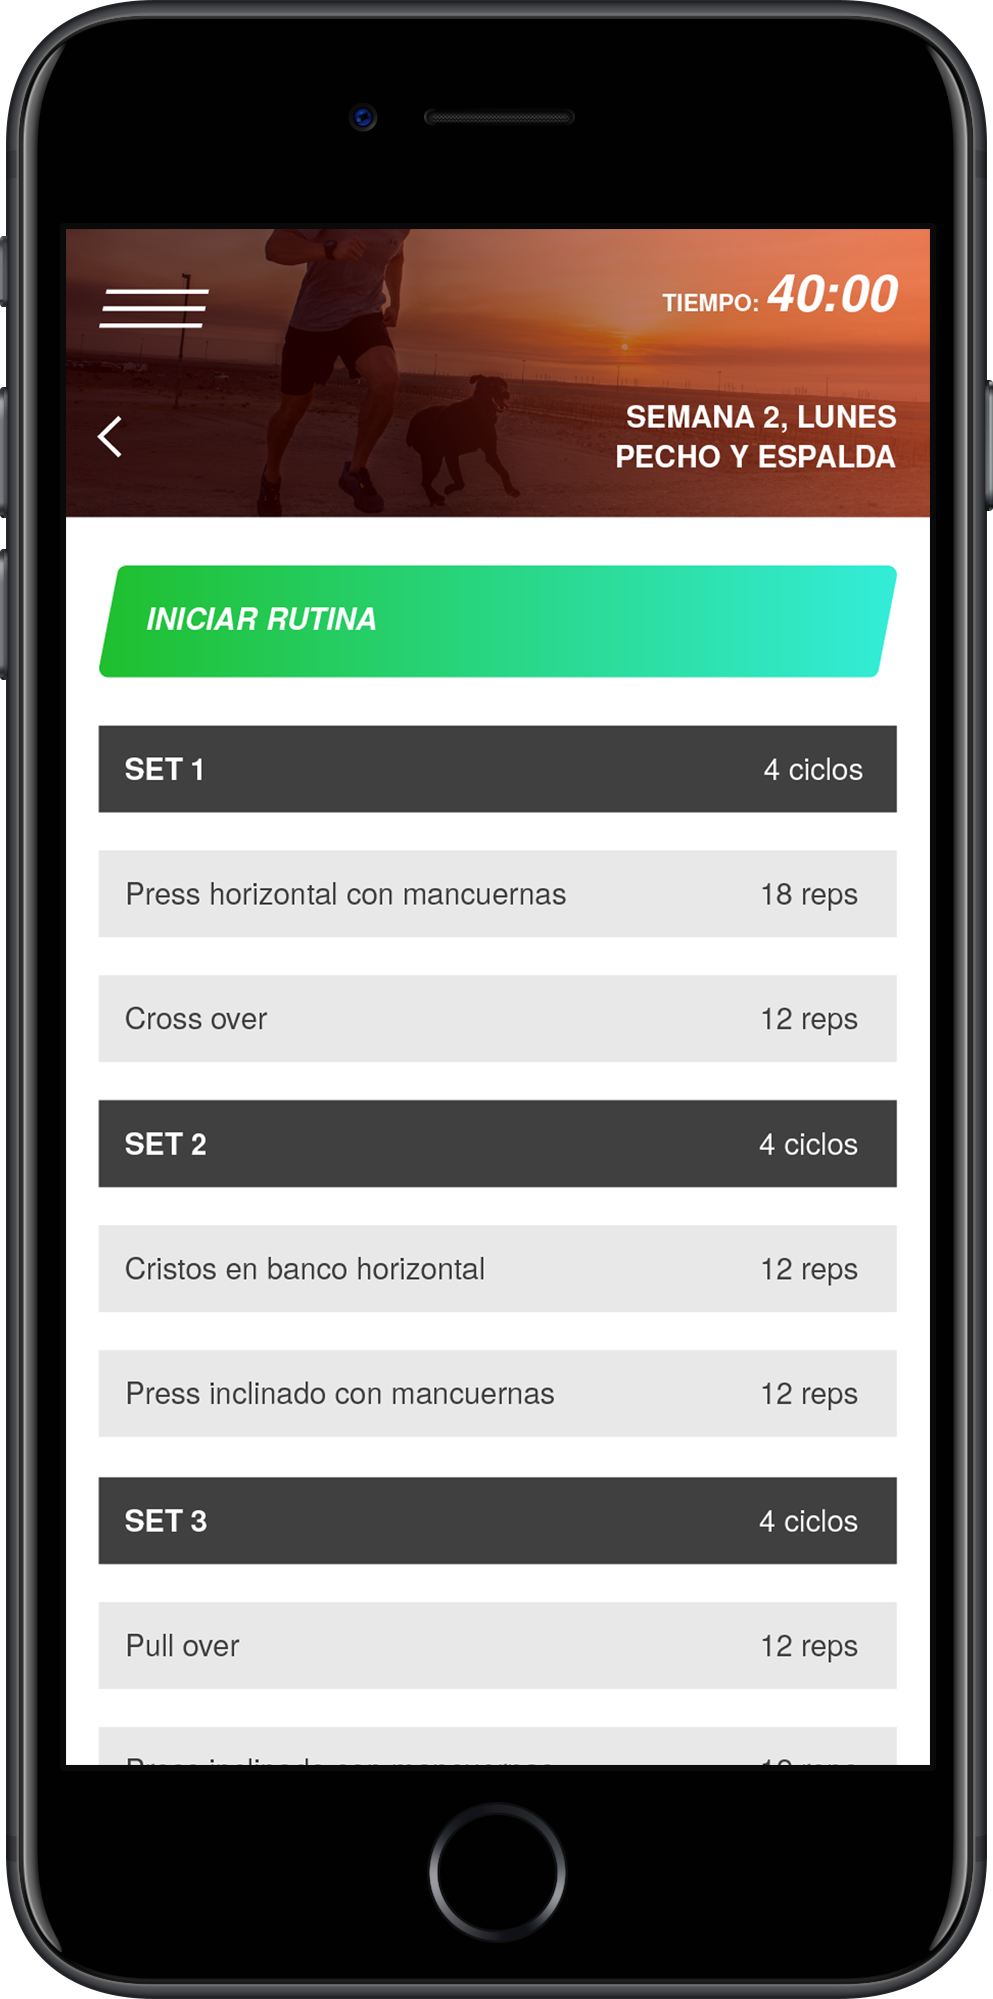 TIEMPO: 40:00
SEMANA 2, LUNES
PECHO Y ESPALDA
INICIAR RUTINA
SET 1 4 ciclos
Press horizontal con mancuernas 18 reps
Cross over 12 reps
SET 2 4 ciclos
Cristos en banco horizontal 12 reps
Press inclinado con mancuernas 12 reps
SET 3 4 ciclos
Pull over 12 reps